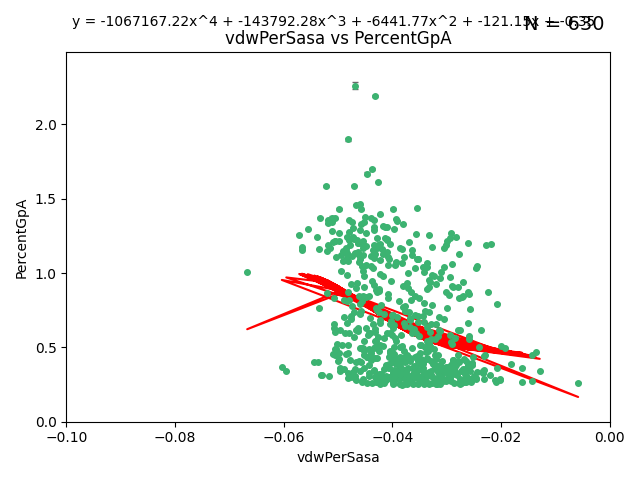 y = -1067167.22x^4 + -143792.28x^3 + -6441.77x^2 + -121.15x + -0.35
N = 630
vdwPerSasa vs PercentGpA
PercentGpA
2.0
1.5
1.0
0.5
0.0
−0.10 −0.08 −0.06 −0.04 −0.02 0.00
vdwPerSasa